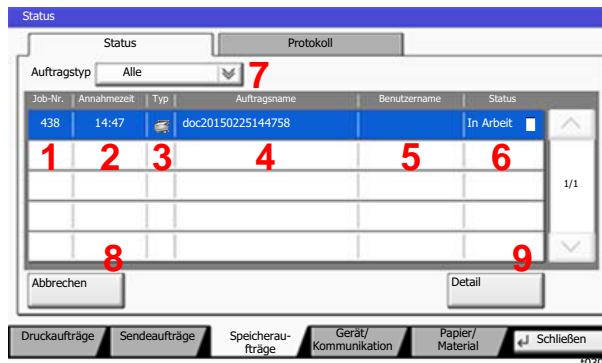 Status
Status
Protokoll
Auftragstyp
Alle
7
Job-Nr. Annahmezeit Typ Auftragsname Benutzername Status
438 14:47 doc20150225144758 In Arbeit
1 2 3 4 5 6
1/1
8
9
Abbrechen
Detail
Druckaufträge
Sendeaufträge
Speicherau-
fträge
Gerät/
Kommunikation
Papier/
Material
Schließen